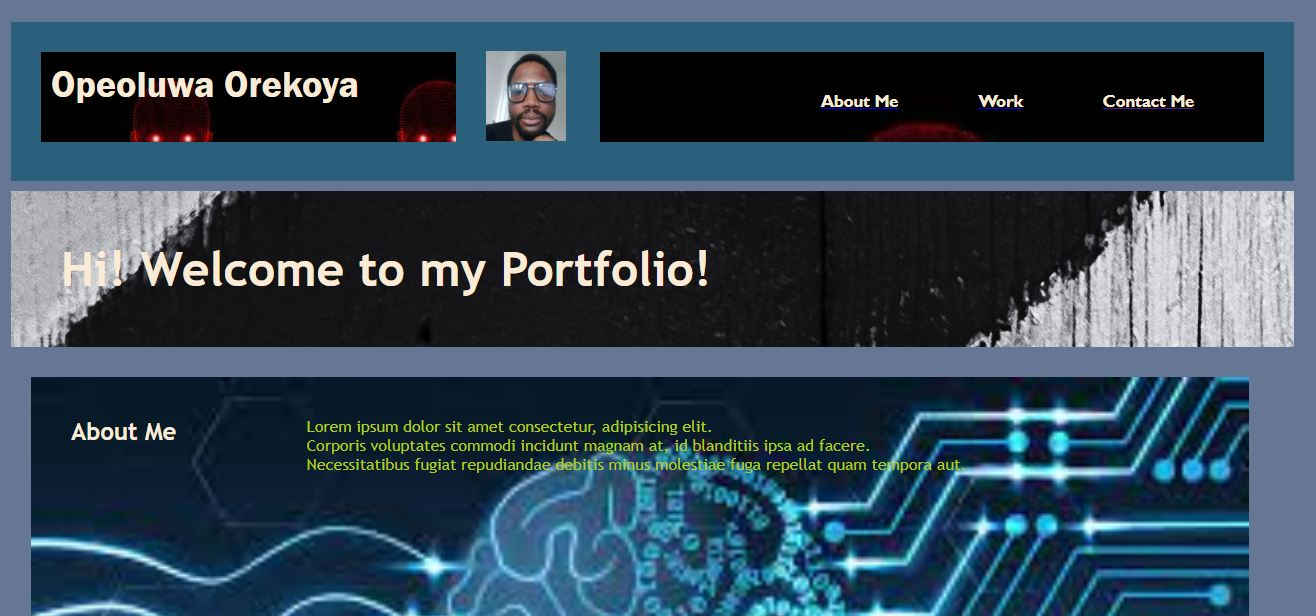 Opeoluwa Orekoya
About Me
Work
Contact Me
Hi! Welcome to my Portfolio!
About Me
Lorem ipsum dolor sit amet consectetur, adipisicing elit.
Corporis voluptates commodi incidunt magnam at, id blanditiis ipsa ad facere.
Necessitatibus fugiat repudiandae debitis minus molestiae fuga repellat quam tempora aut.